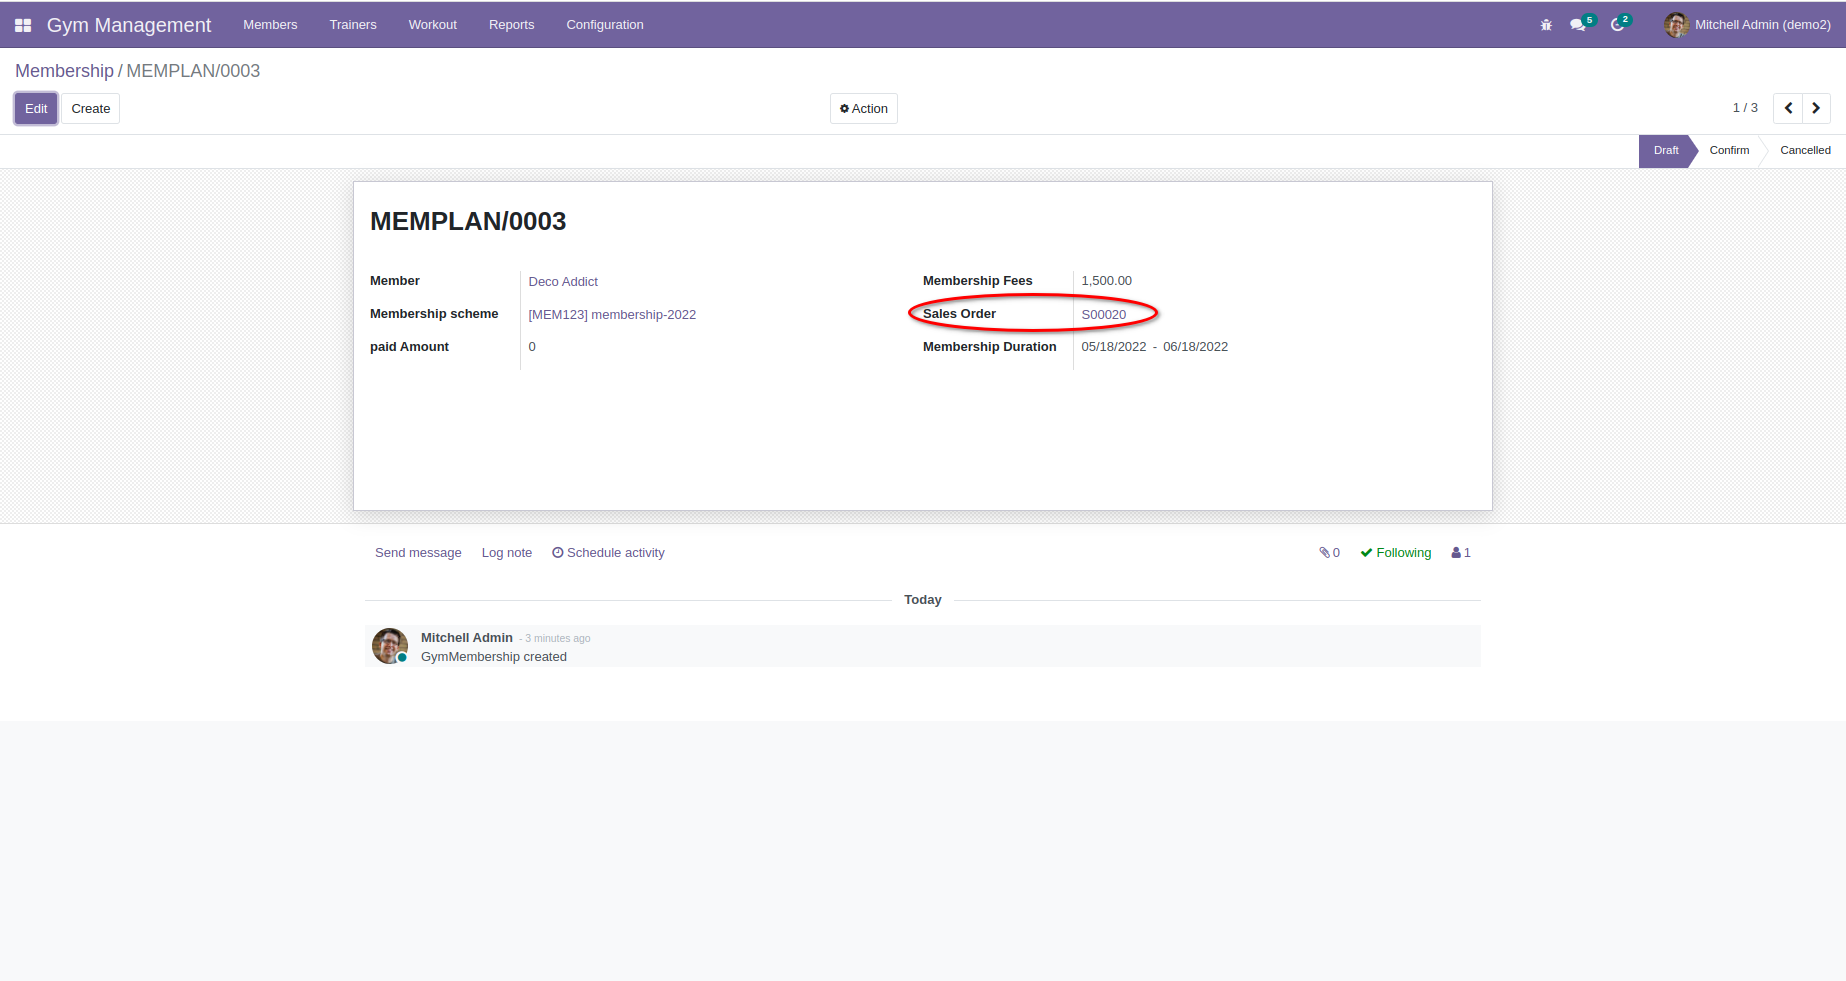 Gym Management Members Trainers Workout Reports Configuration 5 2 Mitchell Admin (demo2)
Membership / MEMPLAN/0003
Edit Create Action 1 / 3
Draft Confirm Cancelled
MEMPLAN/0003
Member Deco Addict Membership Fees 1,500.00
Membership scheme [MEM123] membership-2022 Sales Order S00020
paid Amount 0 Membership Duration 05/18/2022 - 06/18/2022
Send message Log note Schedule activity 0 Following 1
Today
Mitchell Admin - 3 minutes ago
GymMembership created